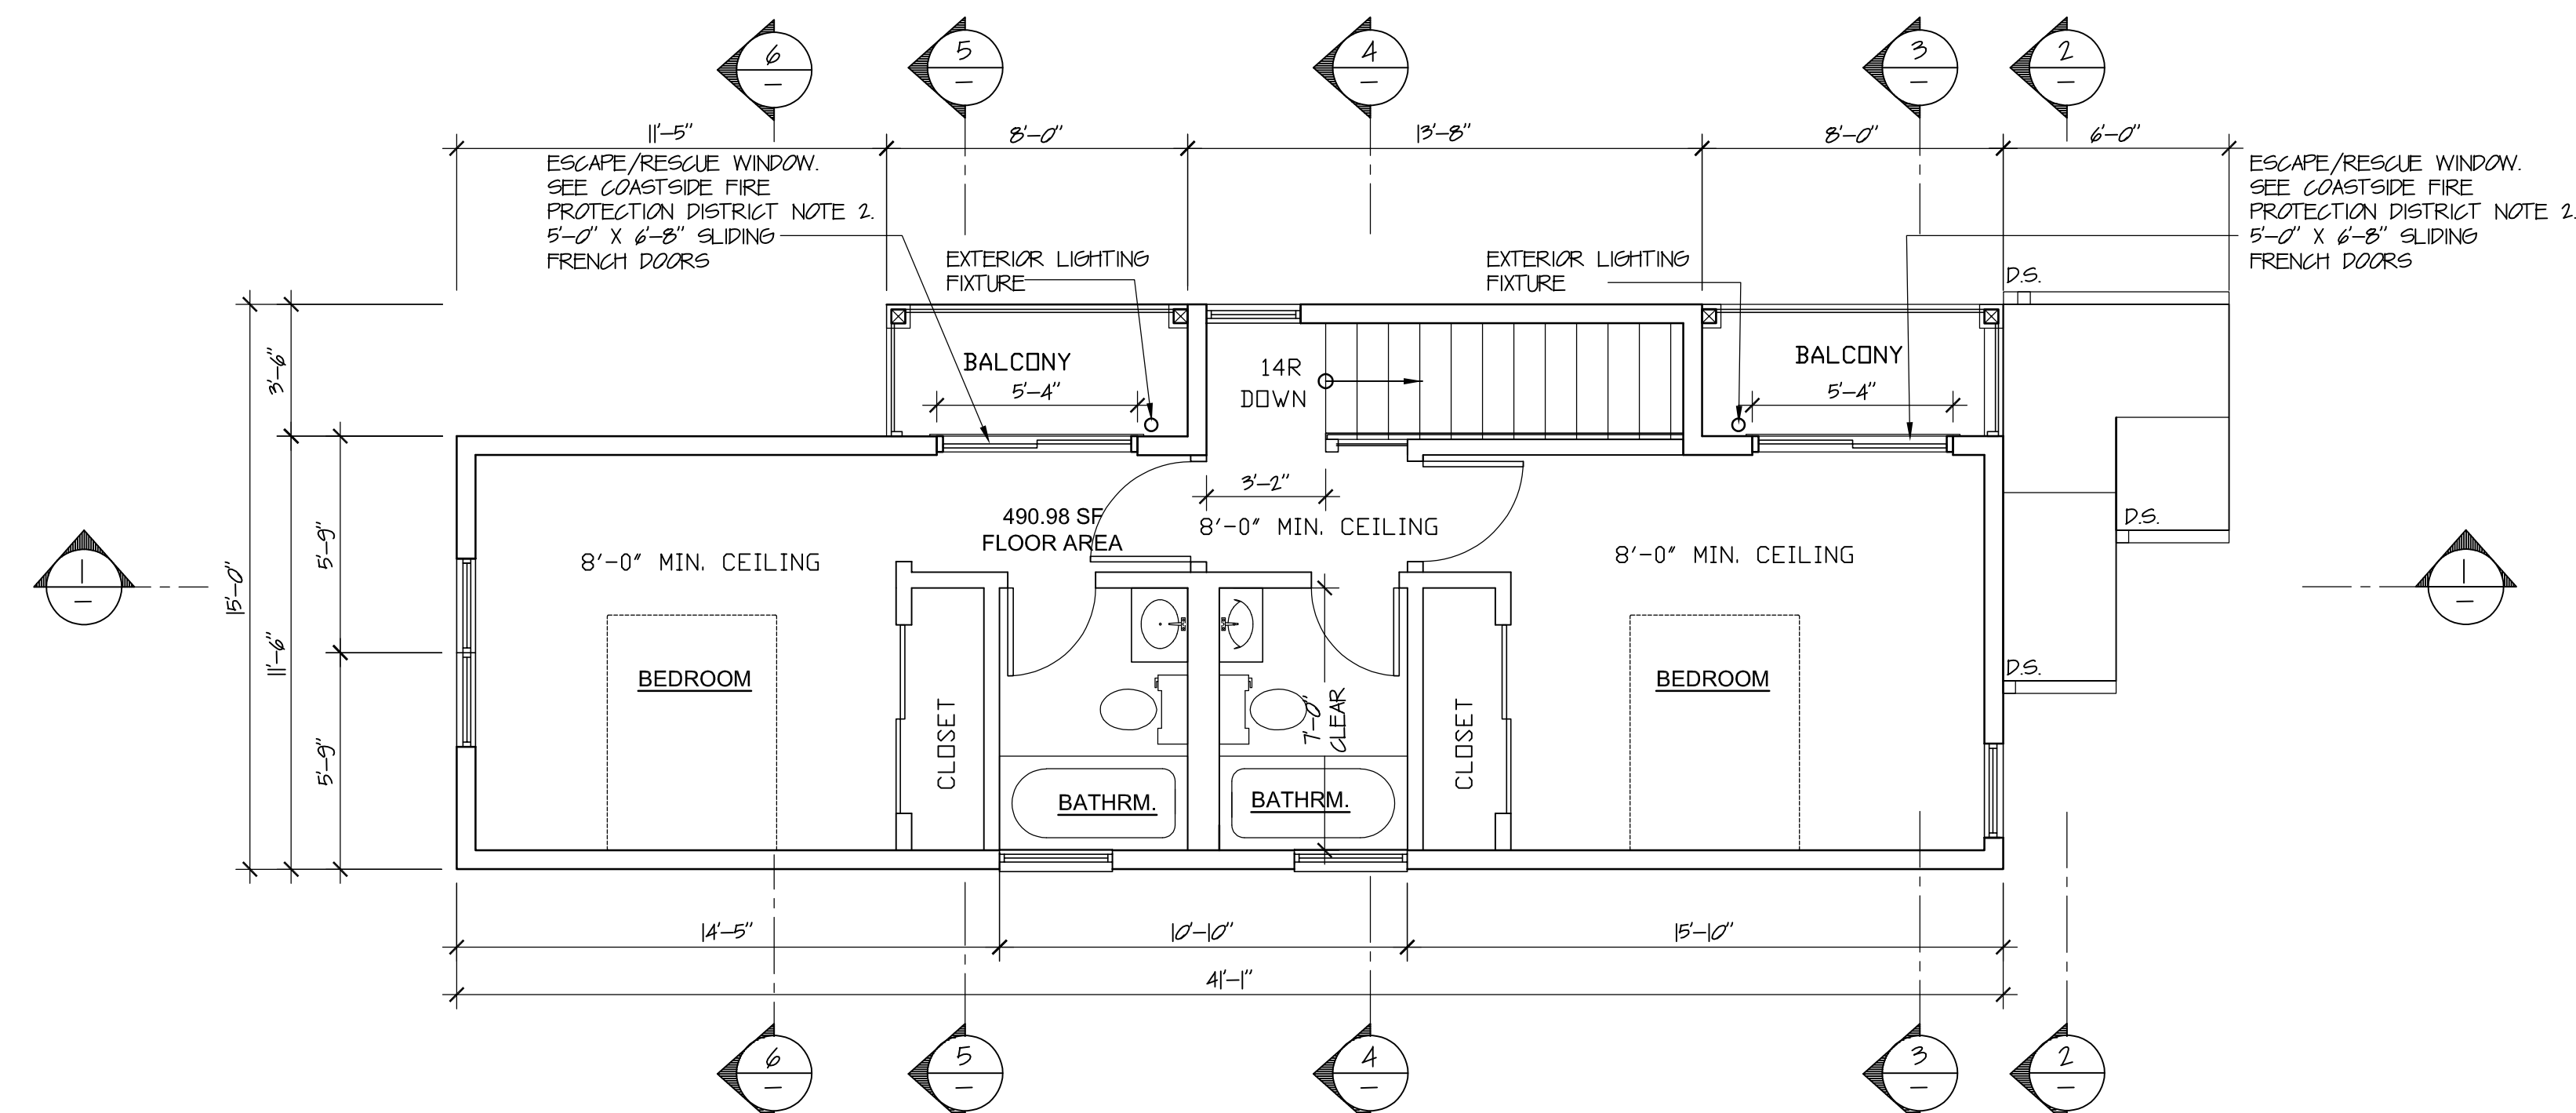 6
5
4
3
2
11'-5"
8'-0"
13'-8"
8'-0"
6'-0"
ESCAPE/RESCUE WINDOW.
SEE COASTSIDE FIRE
PROTECTION DISTRICT NOTE 2.
5'-0" X 6'-8" SLIDING
FRENCH DOORS
EXTERIOR LIGHTING
FIXTURE
EXTERIOR LIGHTING
FIXTURE
ESCAPE/RESCUE WINDOW.
SEE COASTSIDE FIRE
PROTECTION DISTRICT NOTE 2.
5'-0" X 6'-8" SLIDING
FRENCH DOORS
D.S.
BALCONY
5'-4"
14R
DOWN
BALCONY
5'-4"
3'-6"
15'-0"
11'-6"
5'-9"
5'-9"
3'-2"
490.98 SF
FLOOR AREA
8'-0" MIN. CEILING
8'-0" MIN. CEILING
8'-0" MIN. CEILING
D.S.
1
1
D.S.
BEDROOM
CLOSET
BATHRM.
BATHRM.
7'-0"
CLEAR
CLOSET
BEDROOM
14'-5"
10'-10"
15'-10"
41'-1"
6
5
4
3
2